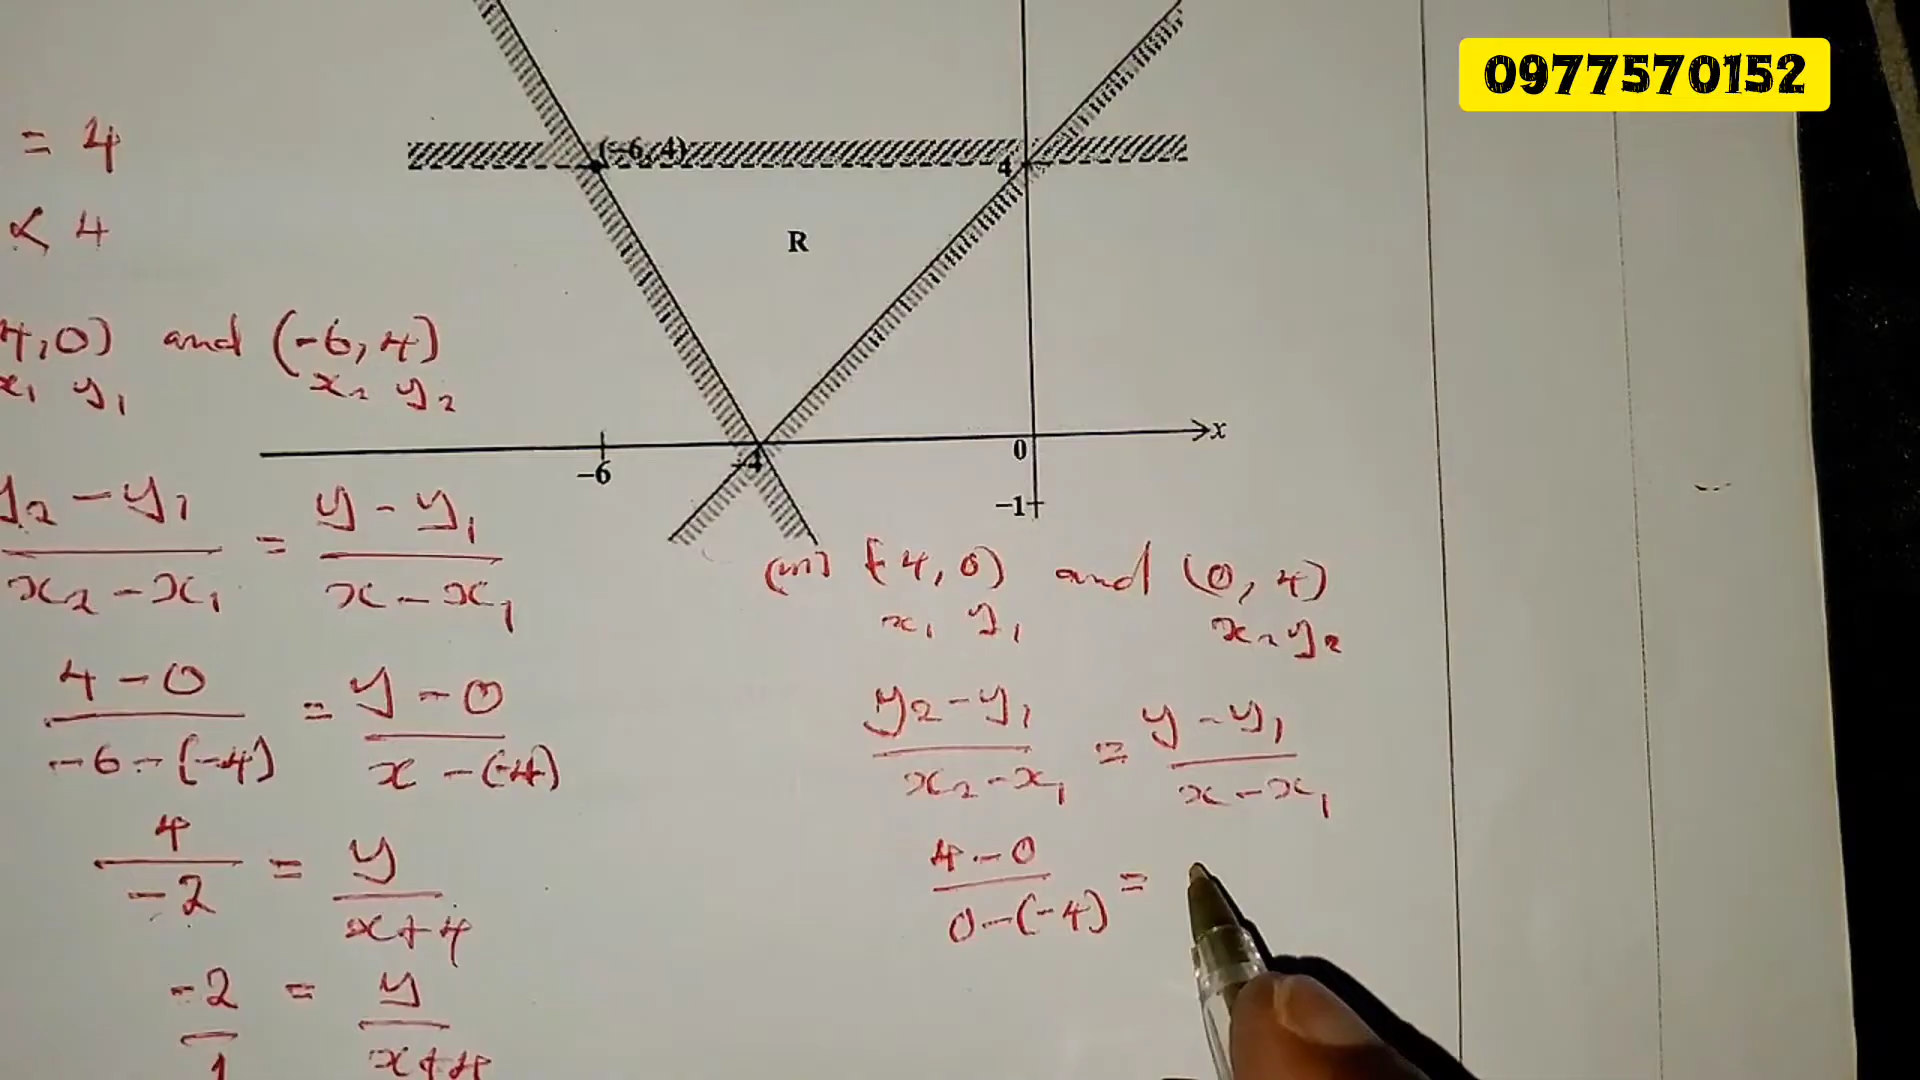 0977570152
= 4
< 4
(-6, 4)
4
R
x
0
-6
-4
-1
4,0) and (-6,4)
x₁ y₁ x₂ y₂
y₂ - y₁ = y - y₁
x₂ - x₁ x - x₁
4 - 0 = y - 0
-6 - (-4) x - (-4)
4 = y
-2 x + 4
-2 = y
1 x + 4
(-4, 0) and (0, 4)
x₁ y₁ x₂ y₂
y₂ - y₁ = y - y₁
x₂ - x₁ x - x₁
4 - 0 =
0 - (-4)